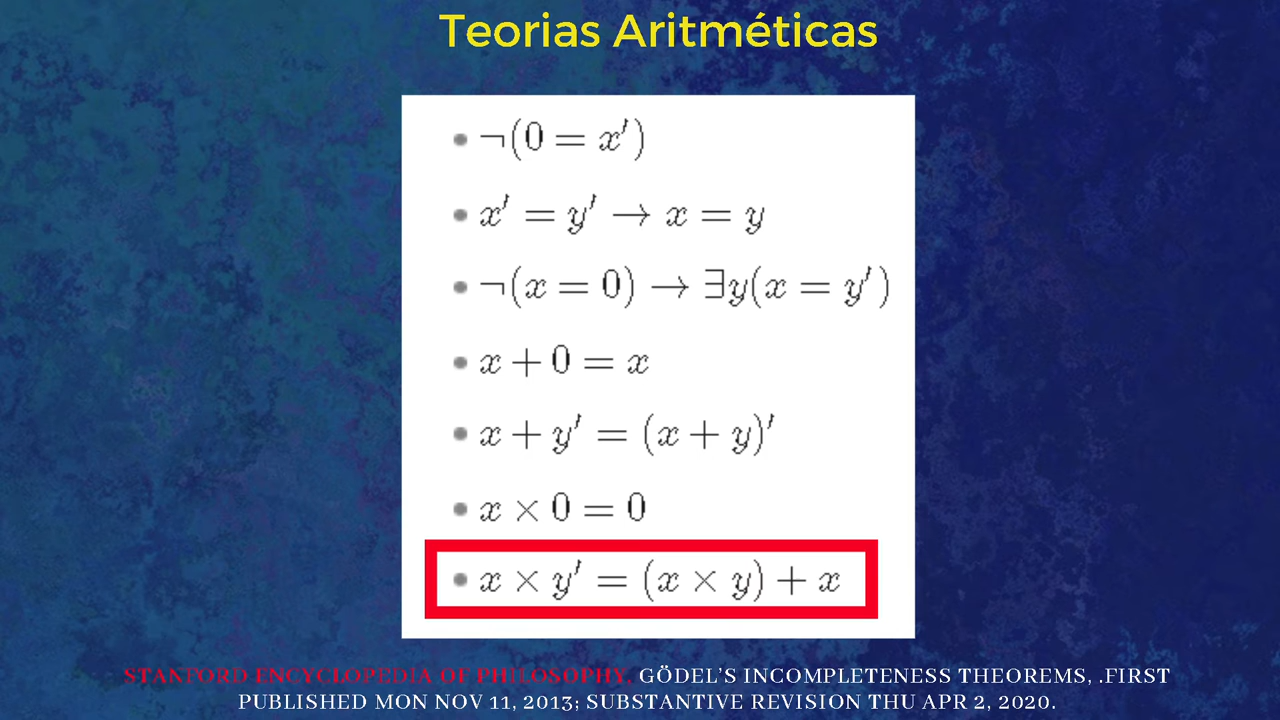 Teorias Aritméticas
• ¬(0 = x′)
• x′ = y′ → x = y
• ¬(x = 0) → ∃y(x = y′)
• x + 0 = x
• x + y′ = (x + y)′
• x × 0 = 0
• x × y′ = (x × y) + x
STANFORD ENCYCLOPEDIA OF PHILOSOPHY, GÖDEL'S INCOMPLETENESS THEOREMS, .FIRST
PUBLISHED MON NOV 11, 2013; SUBSTANTIVE REVISION THU APR 2, 2020.